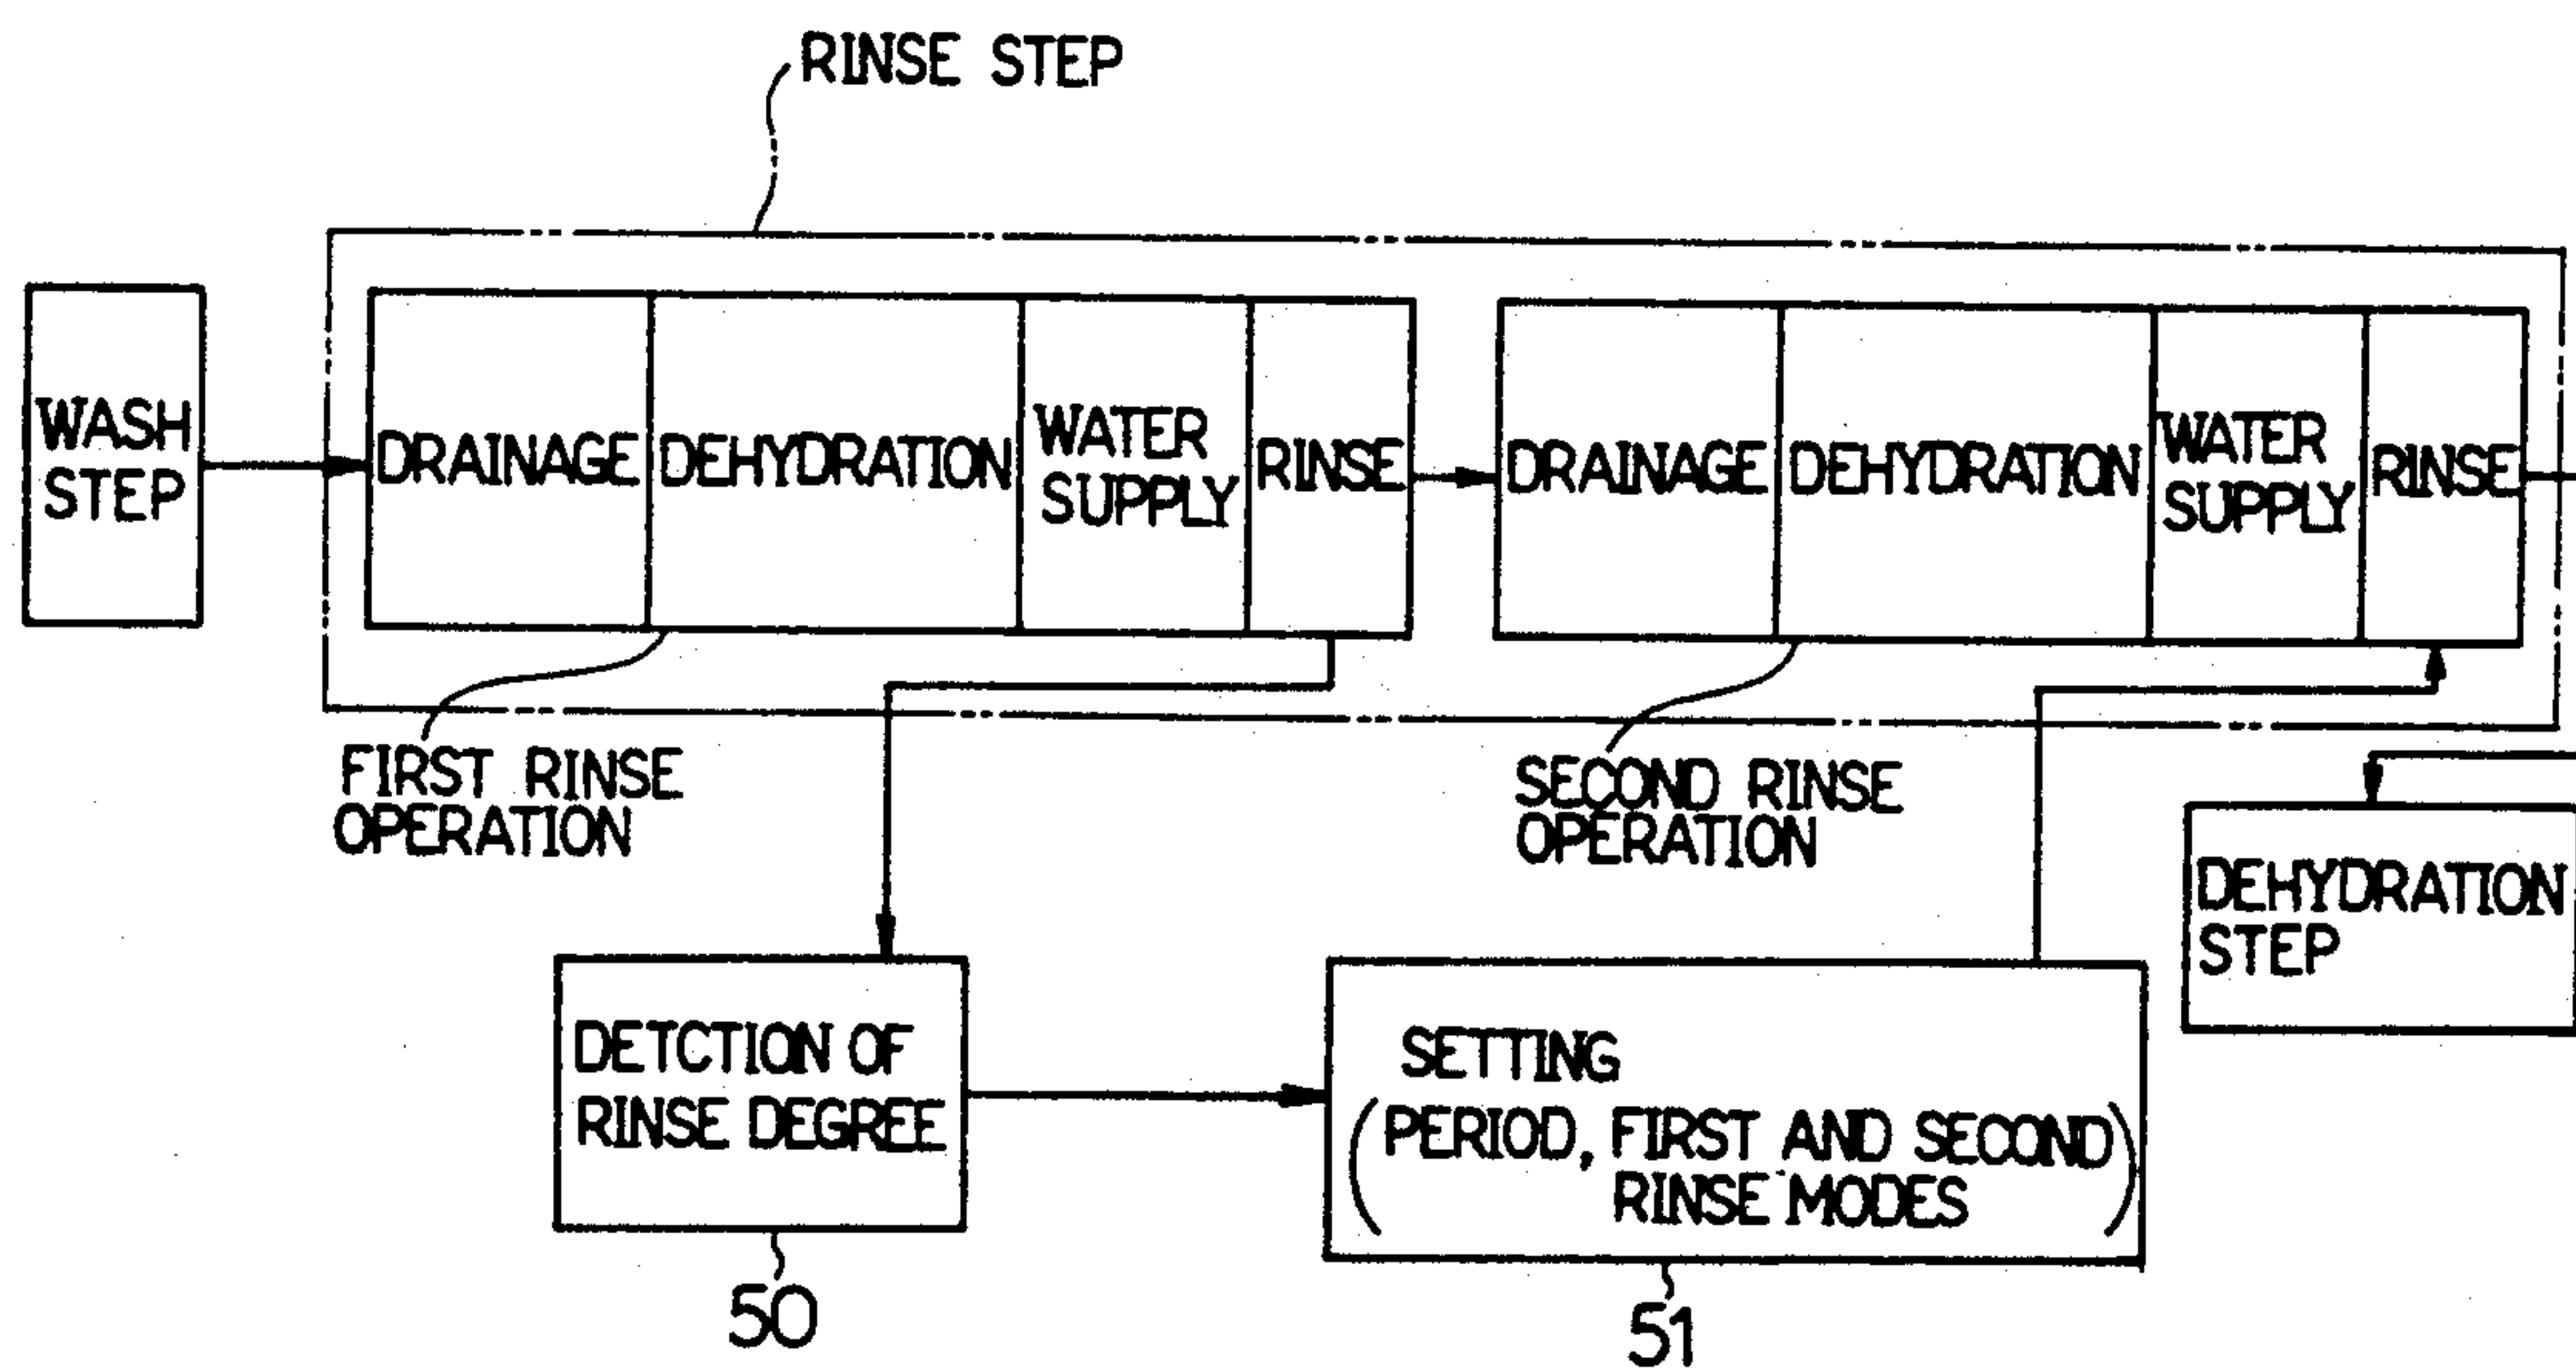 RINSE STEP
WASH
STEP
DRAINAGE
DEHYDRATION
WATER
SUPPLY
RINSE
DRAINAGE
DEHYDRATION
WATER
SUPPLY
RINSE
FIRST RINSE
OPERATION
SECOND RINSE
OPERATION
DEHYDRATION
STEP
DETCTION OF
RINSE DEGREE
SETTING
(PERIOD, FIRST AND SECOND
RINSE MODES)
50
51